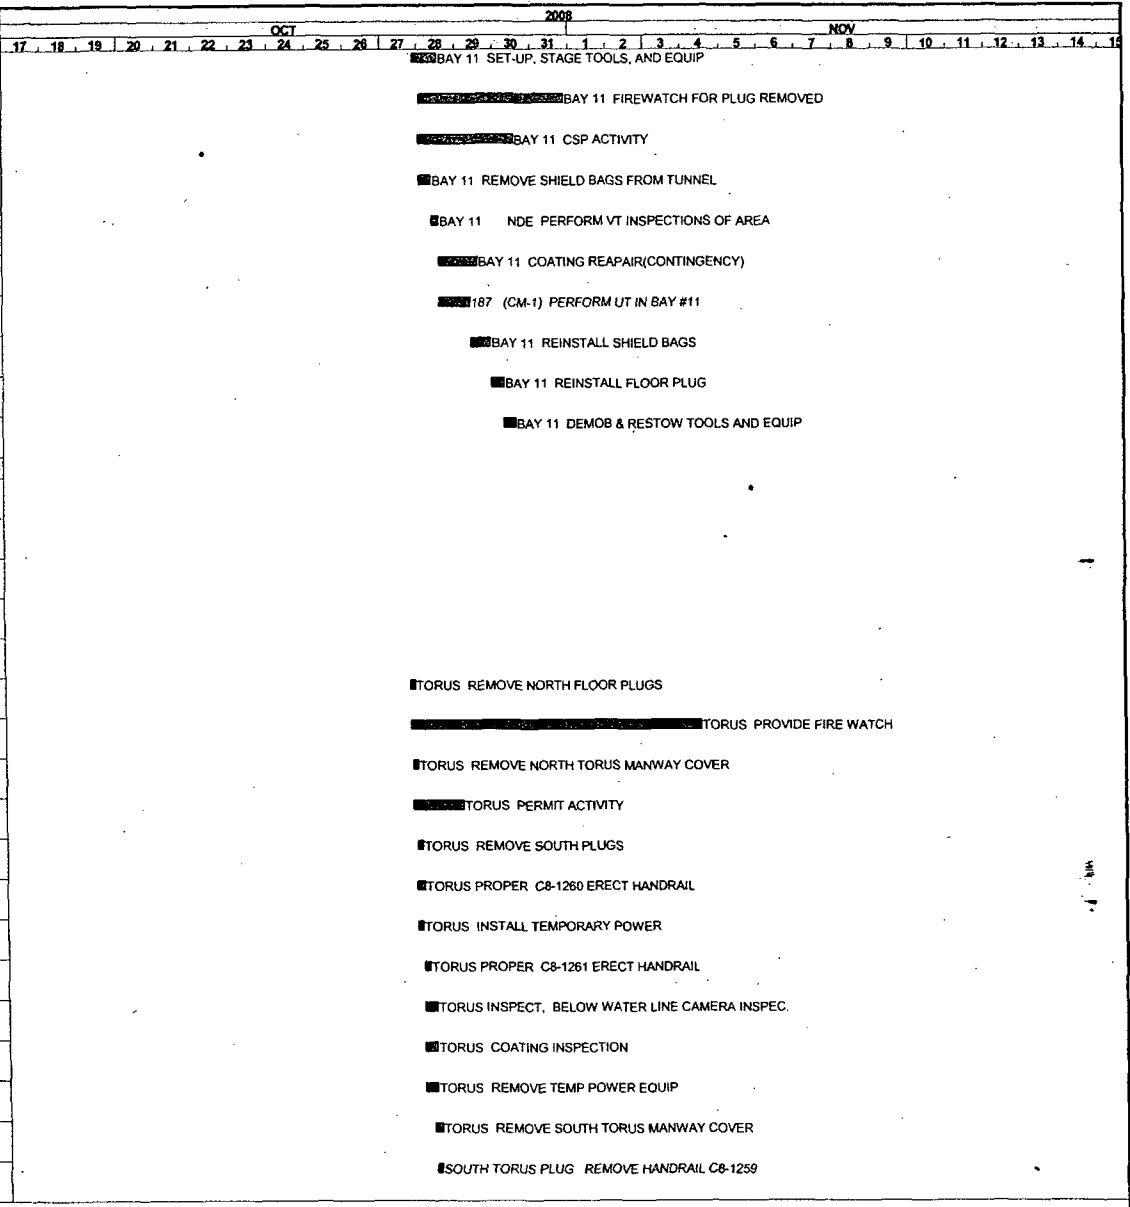 2008
OCT NOV
17 18 19 20 21 22 23 24 25 26 27 28 29 30 31 1 2 3 4 5 6 7 8 9 10 11 12 13 14 15
BAY 11 SET-UP, STAGE TOOLS, AND EQUIP
BAY 11 FIREWATCH FOR PLUG REMOVED
BAY 11 CSP ACTIVITY
BAY 11 REMOVE SHIELD BAGS FROM TUNNEL
BAY 11 NDE PERFORM VT INSPECTIONS OF AREA
BAY 11 COATING REAPAIR(CONTINGENCY)
187 (CM-1) PERFORM UT IN BAY #11
BAY 11 REINSTALL SHIELD BAGS
BAY 11 REINSTALL FLOOR PLUG
BAY 11 DEMOB & RESTOW TOOLS AND EQUIP
TORUS REMOVE NORTH FLOOR PLUGS
TORUS PROVIDE FIRE WATCH
TORUS REMOVE NORTH TORUS MANWAY COVER
TORUS PERMIT ACTIVITY
TORUS REMOVE SOUTH PLUGS
TORUS PROPER C8-1260 ERECT HANDRAIL
TORUS INSTALL TEMPORARY POWER
TORUS PROPER C8-1261 ERECT HANDRAIL
TORUS INSPECT, BELOW WATER LINE CAMERA INSPEC.
TORUS COATING INSPECTION
TORUS REMOVE TEMP POWER EQUIP
TORUS REMOVE SOUTH TORUS MANWAY COVER
SOUTH TORUS PLUG REMOVE HANDRAIL C8-1259